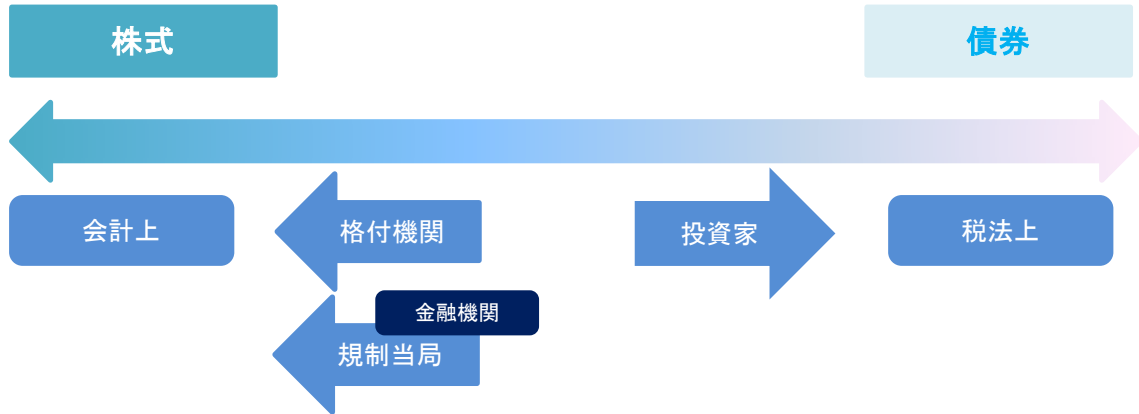 株式
債券
会計上
格付機関
投資家
税法上
金融機関
規制当局